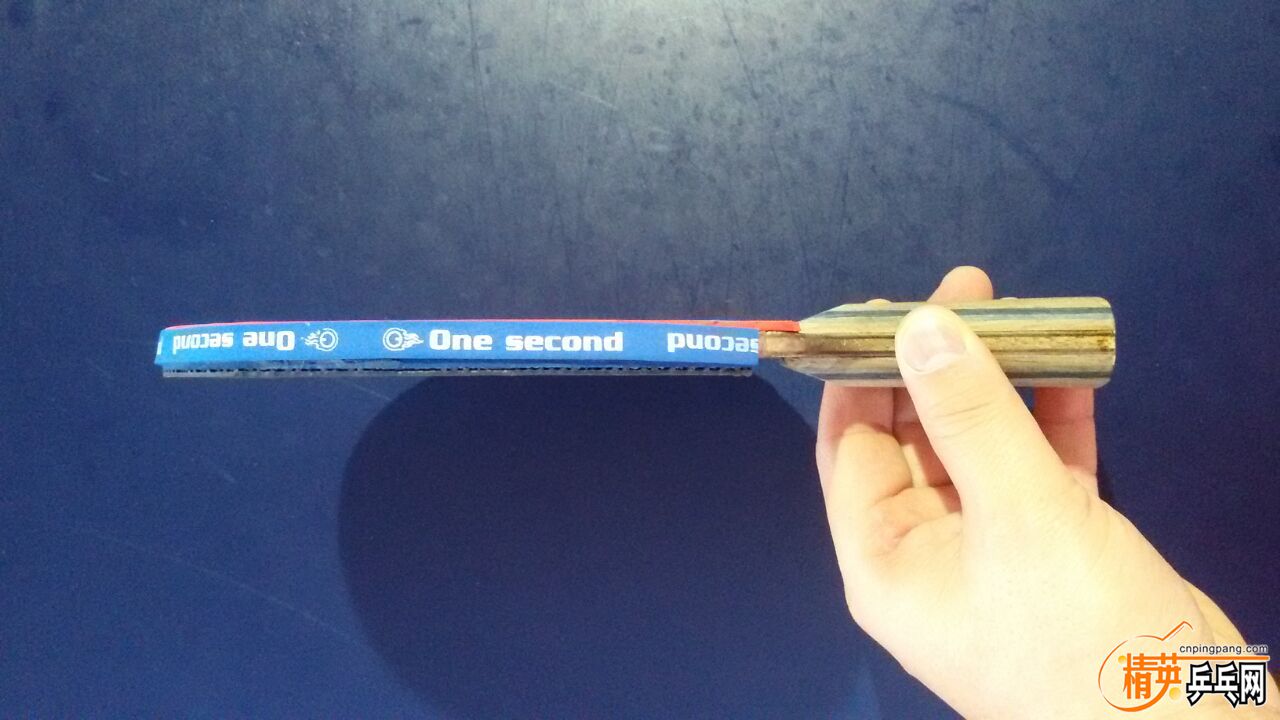 second One
One second
second
cnpingpang.com
精英乒乓网